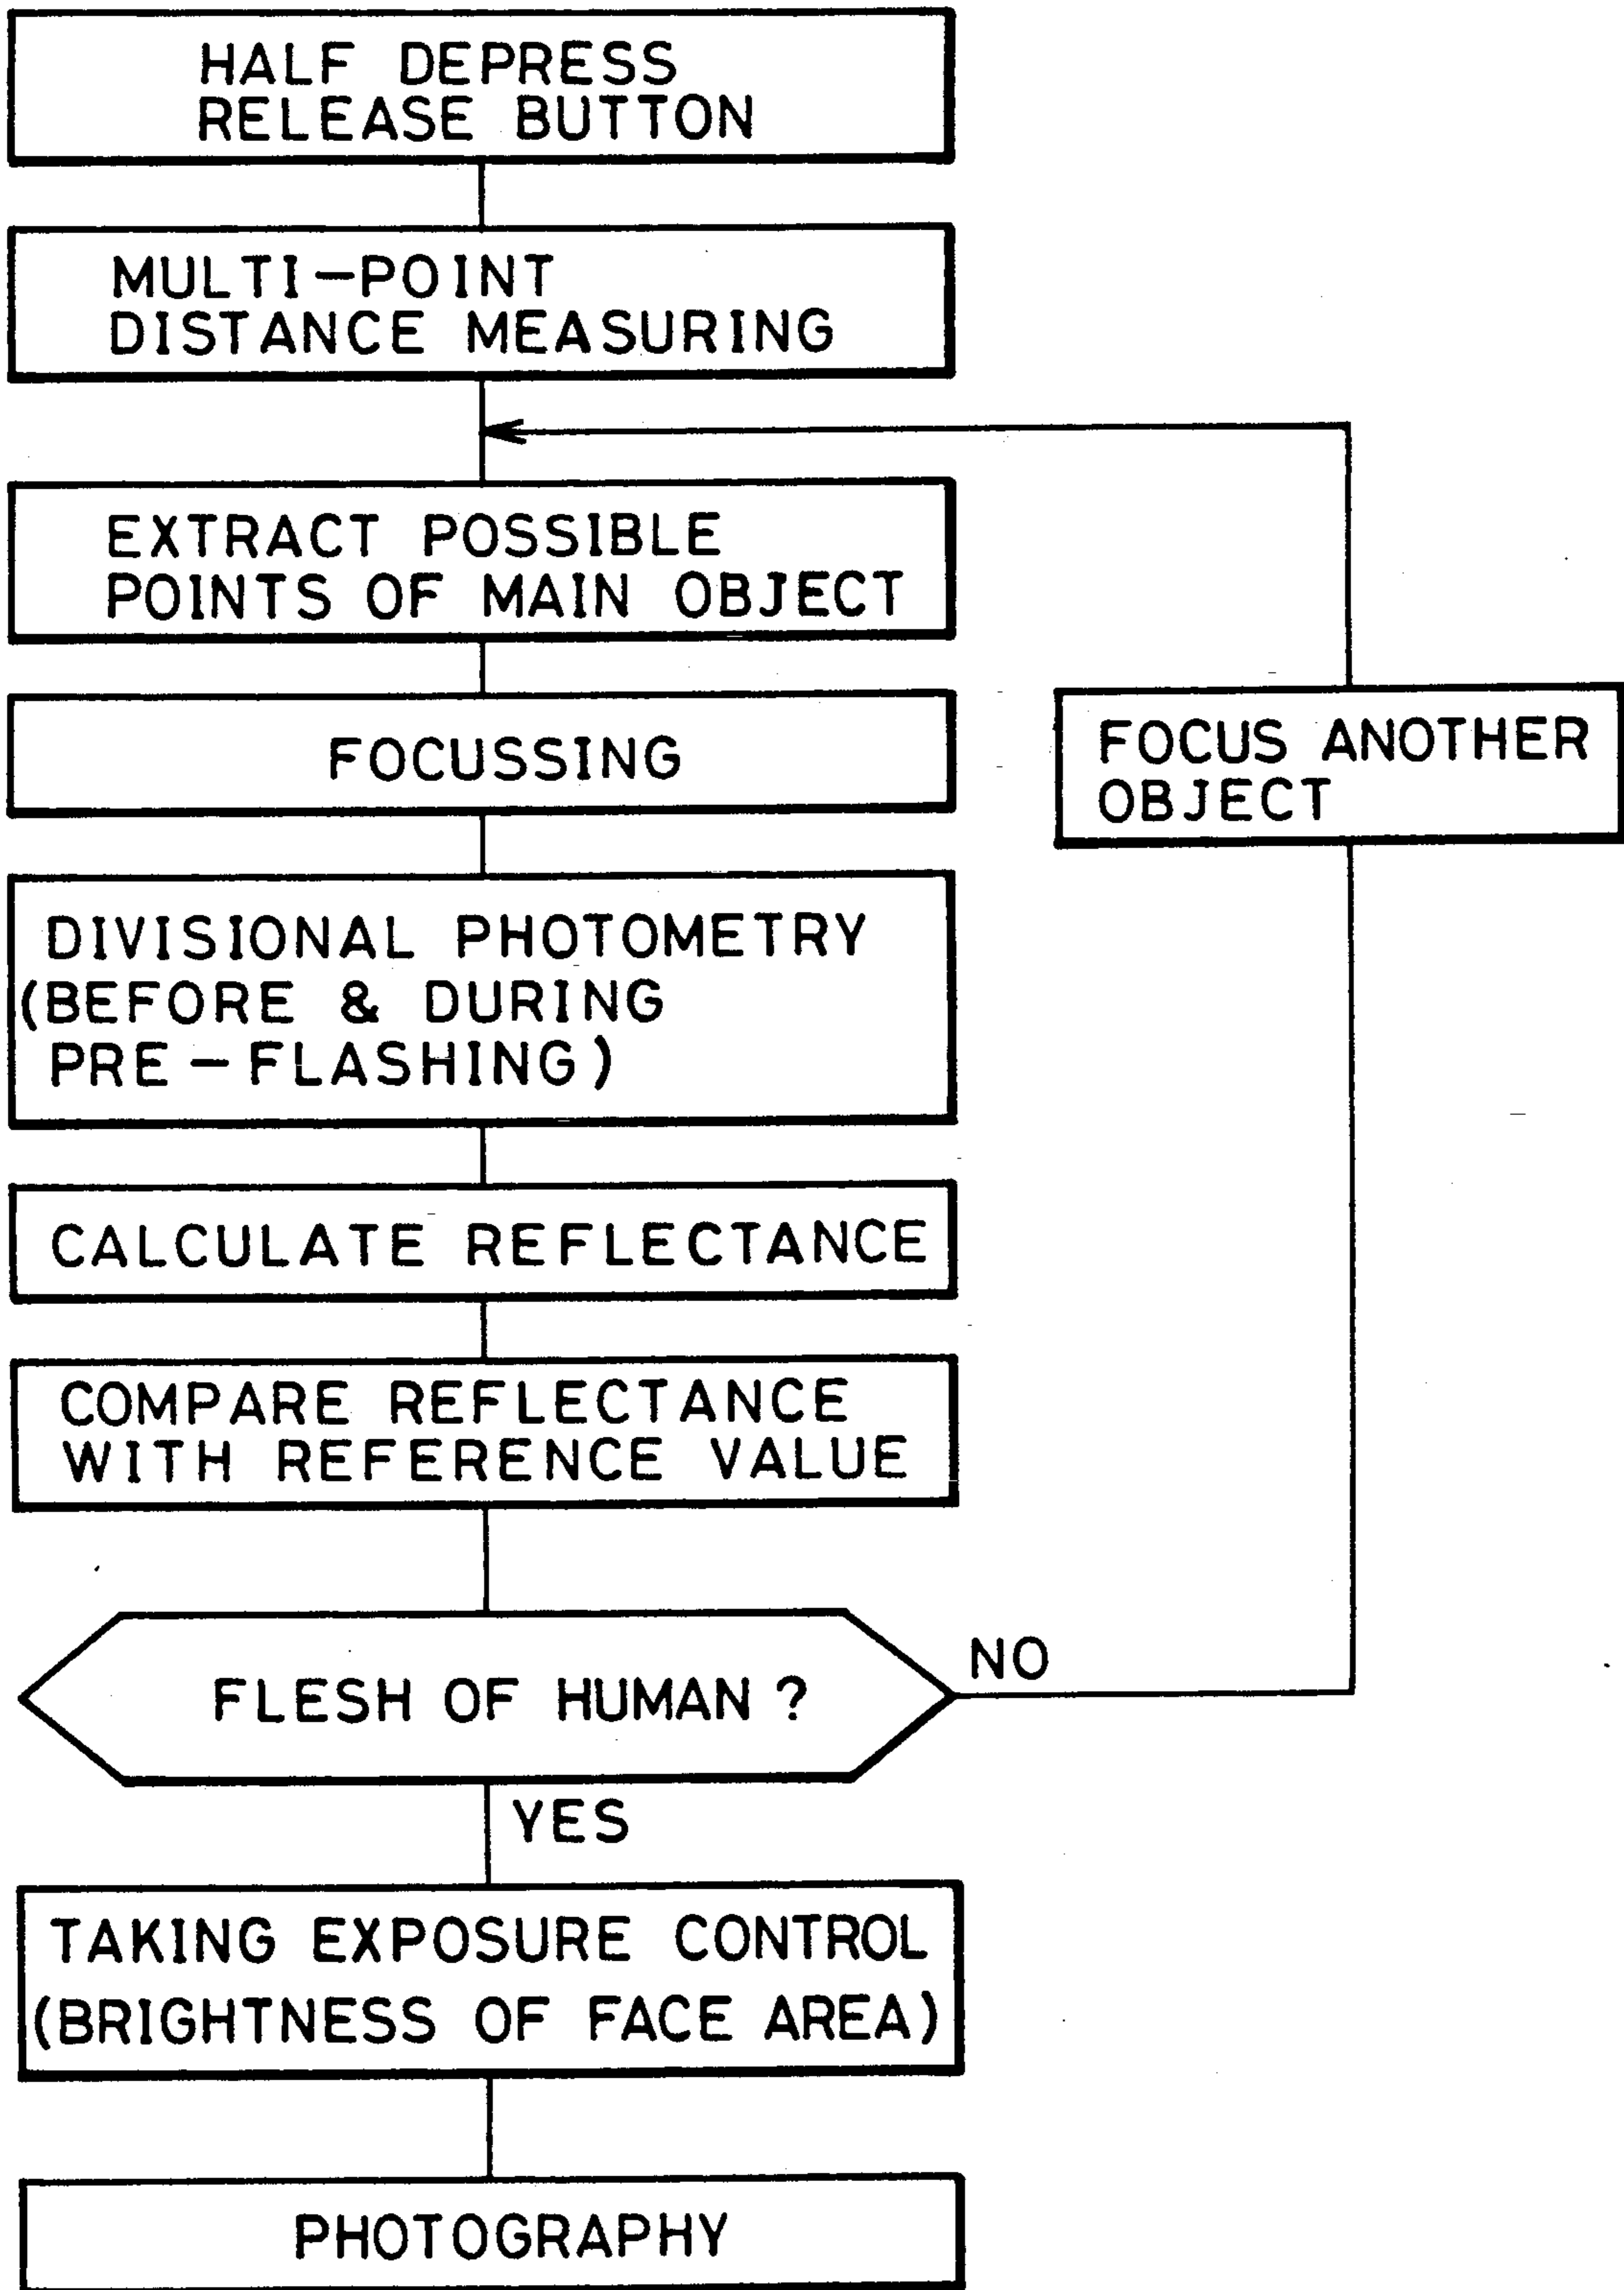 HALF DEPRESS
RELEASE BUTTON
MULTI-POINT
DISTANCE MEASURING
EXTRACT POSSIBLE
POINTS OF MAIN OBJECT
FOCUSSING
FOCUS ANOTHER
OBJECT
DIVISIONAL PHOTOMETRY
(BEFORE & DURING
PRE-FLASHING)
CALCULATE REFLECTANCE
COMPARE REFLECTANCE
WITH REFERENCE VALUE
FLESH OF HUMAN ?
NO
YES
TAKING EXPOSURE CONTROL
(BRIGHTNESS OF FACE AREA)
PHOTOGRAPHY